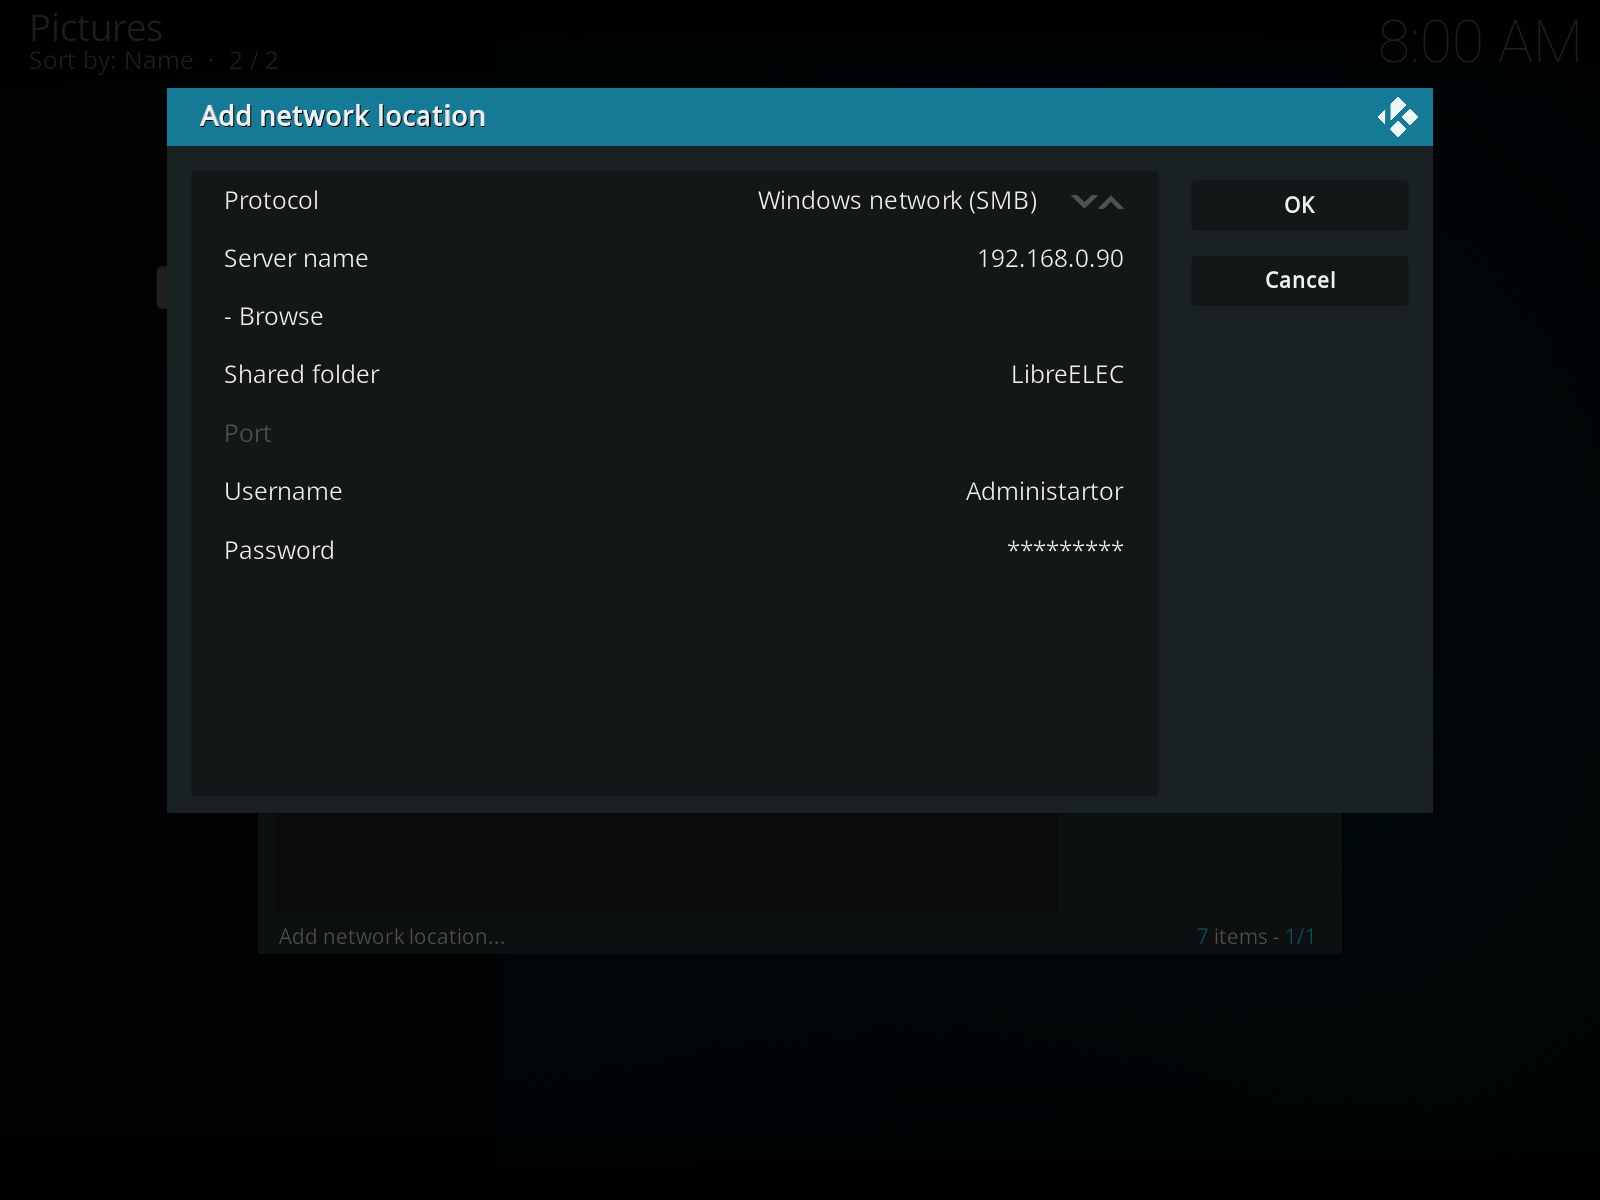 Pictures
Sort by: Name · 2 / 2
8:00 AM
Add network location
Protocol Windows network (SMB)
OK
Server name 192.168.0.90
Cancel
- Browse
Shared folder LibreELEC
Port
Username Administartor
Password *********
Add network location...
7 items - 1/1